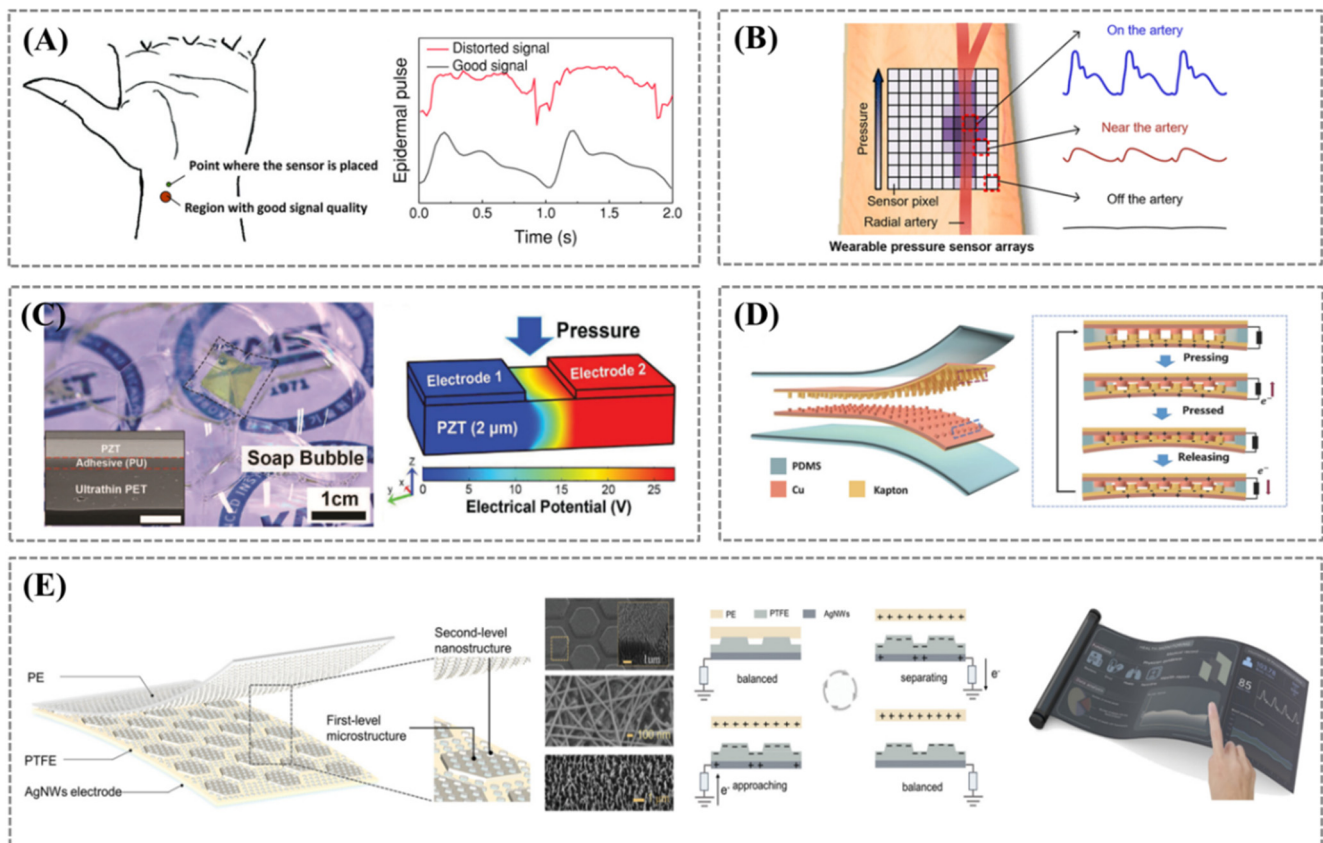 (A)
Point where the sensor is placed
Region with good signal quality
Distorted signal
Good signal
Epidermal pulse
0.0 0.5 1.0 1.5 2.0
Time (s)
(B)
Pressure
Sensor pixel
Radial artery
Wearable pressure sensor arrays
On the artery
Near the artery
Off the artery
(C)
1971
PZT
Adhesive (PU)
Ultrathin PET
Soap Bubble
1cm
Pressure
Electrode 1
Electrode 2
PZT (2 µm)
Z
x
y
0 5 10 15 20 25
Electrical Potential (V)
(D)
PDMS
Cu
Kapton
Pressing
e⁻
Pressed
Releasing
e⁻
(E)
PE
PTFE
AgNWs electrode
Second-level
nanostructure
First-level
microstructure
1um
100 nm
PE PTFE AgNWs
balanced
separating
e⁻
approaching
e⁻
balanced
85